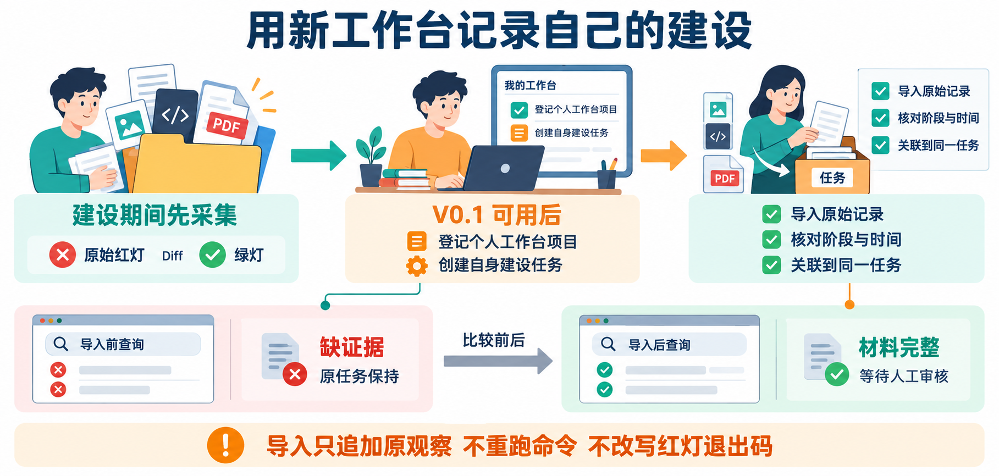 用新工作台记录自己的建设
</>
PDF
我的工作台
登记个人工作台项目
创建自身建设任务
</>
PDF
任务
导入原始记录
核对阶段与时间
关联到同一任务
建设期间先采集
原始红灯 Diff 绿灯
V0.1 可用后
登记个人工作台项目
创建自身建设任务
导入原始记录
核对阶段与时间
关联到同一任务
导入前查询
缺证据
原任务保持
比较前后
导入后查询
材料完整
等待人工审核
导入只追加原观察 不重跑命令 不改写红灯退出码